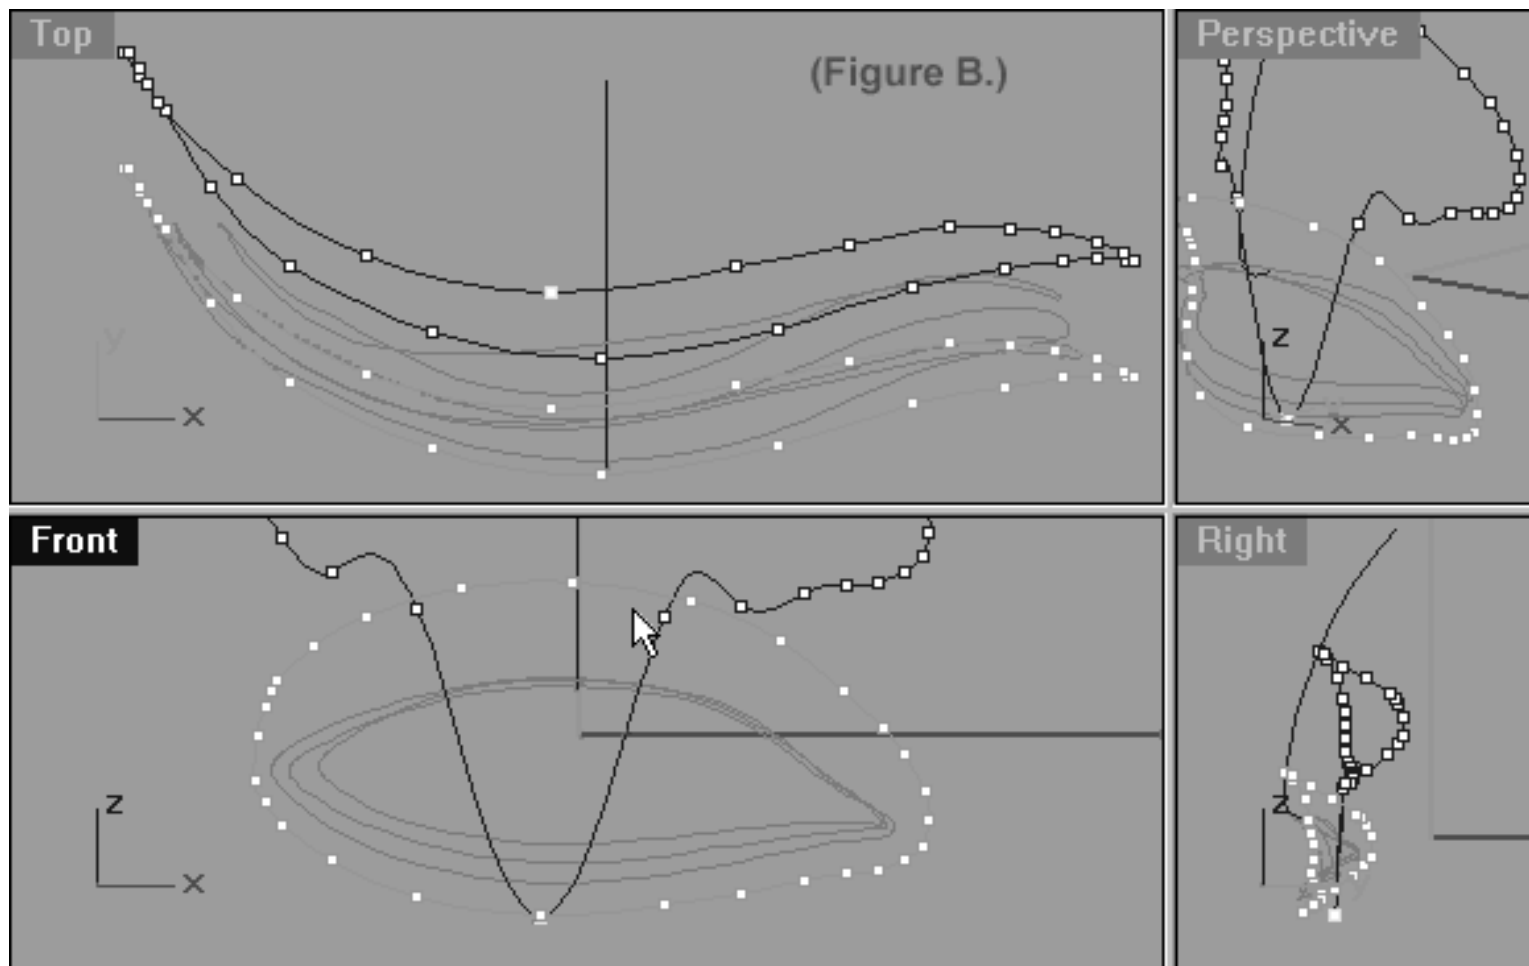 Top
(Figure B.)
y
x
Perspective
z
x
Front
z
x
Right
z
x